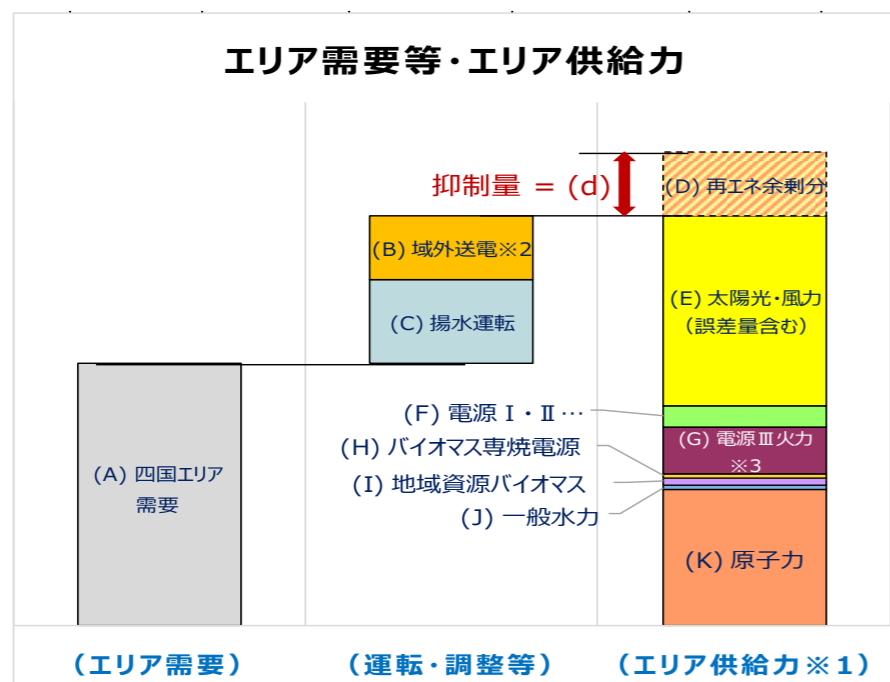 エリア需要等・エリア供給力
抑制量 = (d)
(D) 再エネ余剰分
(B) 域外送電※2
(C) 揚水運転
(E) 太陽光・風力
(誤差量含む)
(F) 電源Ⅰ・Ⅱ…
(G) 電源Ⅲ火力
※3
(H) バイオマス専焼電源
(I) 地域資源バイオマス
(J) 一般水力
(A) 四国エリア
需要
(K) 原子力
(エリア需要)
(運転・調整等)
(エリア供給力※1)